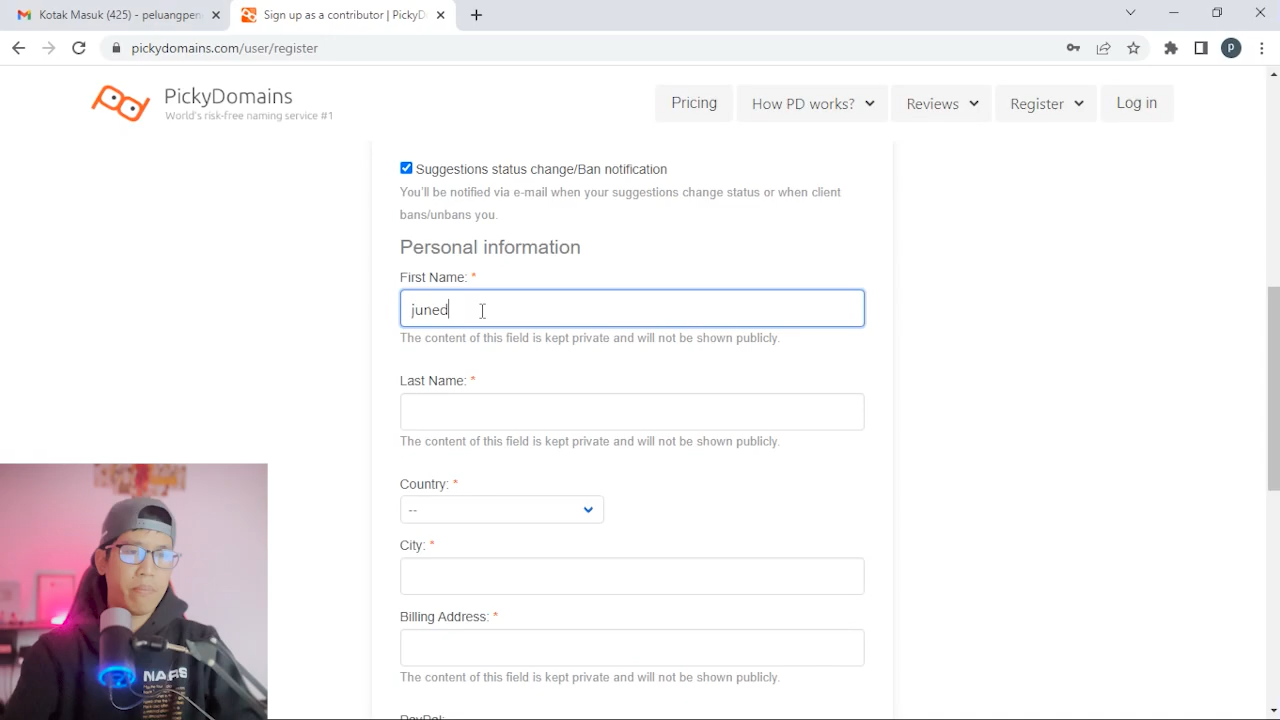 Kotak Masuk (425) - peluangpen
Sign up as a contributor | PickyD
pickydomains.com/user/register
P
PickyDomains
World's risk-free naming service #1
Pricing
How PD works?
Reviews
Register
Log in
Suggestions status change/Ban notification
You'll be notified via e-mail when your suggestions change status or when client
bans/unbans you.
Personal information
First Name: *
juned
The content of this field is kept private and will not be shown publicly.
Last Name: *
The content of this field is kept private and will not be shown publicly.
Country: *
--
City: *
Billing Address: *
The content of this field is kept private and will not be shown publicly.
PayPal: